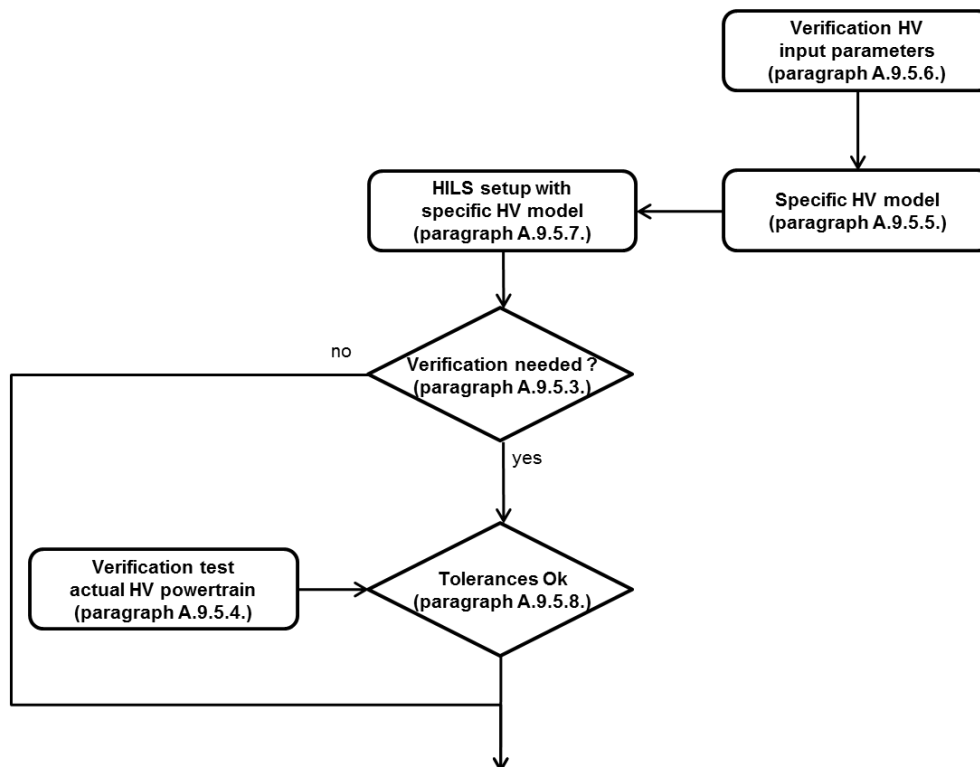 Verification HV
input parameters
(paragraph A.9.5.6.)
HILS setup with
specific HV model
(paragraph A.9.5.7.)
Specific HV model
(paragraph A.9.5.5.)
no
Verification needed ?
(paragraph A.9.5.3.)
yes
Verification test
actual HV powertrain
(paragraph A.9.5.4.)
Tolerances Ok
(paragraph A.9.5.8.)